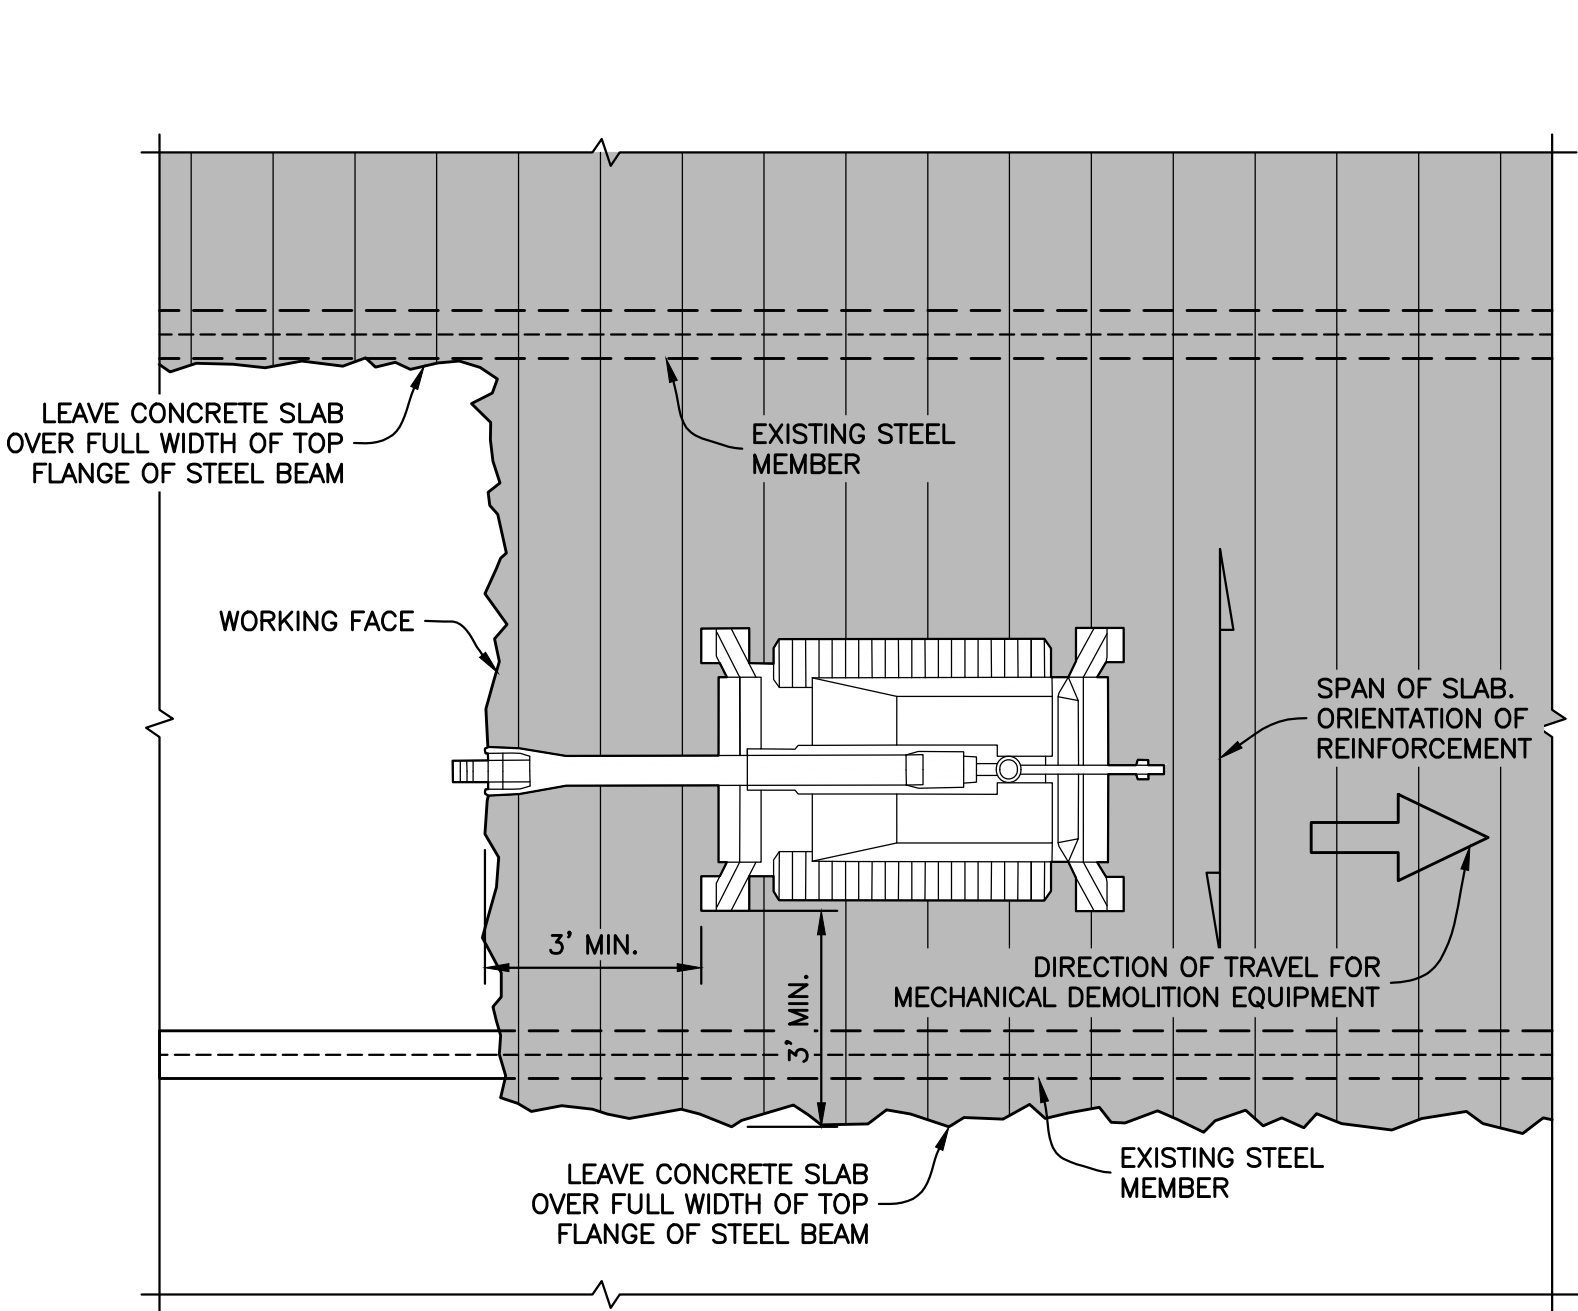 LEAVE CONCRETE SLAB
OVER FULL WIDTH OF TOP
FLANGE OF STEEL BEAM
EXISTING STEEL
MEMBER
WORKING FACE
SPAN OF SLAB.
ORIENTATION OF
REINFORCEMENT
3' MIN.
DIRECTION OF TRAVEL FOR
MECHANICAL DEMOLITION EQUIPMENT
3' MIN.
EXISTING STEEL
MEMBER
LEAVE CONCRETE SLAB
OVER FULL WIDTH OF TOP
FLANGE OF STEEL BEAM